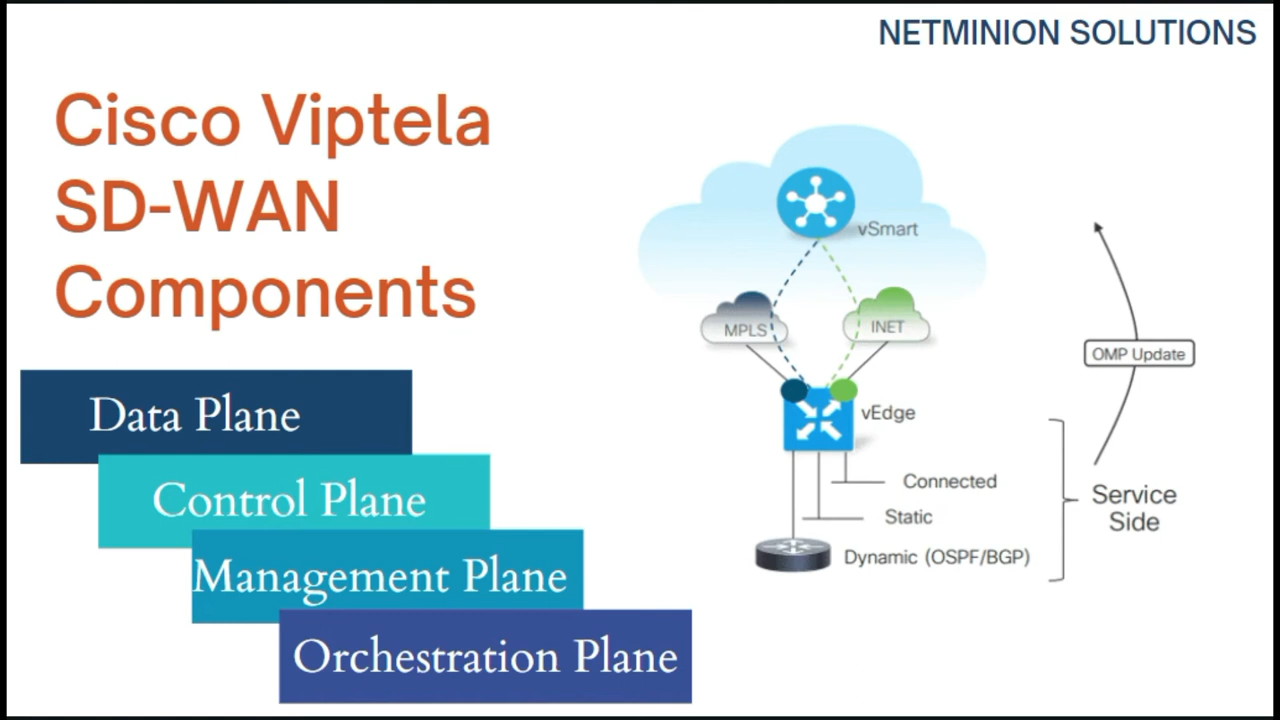 NETMINION SOLUTIONS
Cisco Viptela
SD-WAN
Components
Data Plane
Control Plane
Management Plane
Orchestration Plane
vSmart
MPLS
INET
OMP Update
vEdge
Connected
Static
Dynamic (OSPF/BGP)
Service
Side